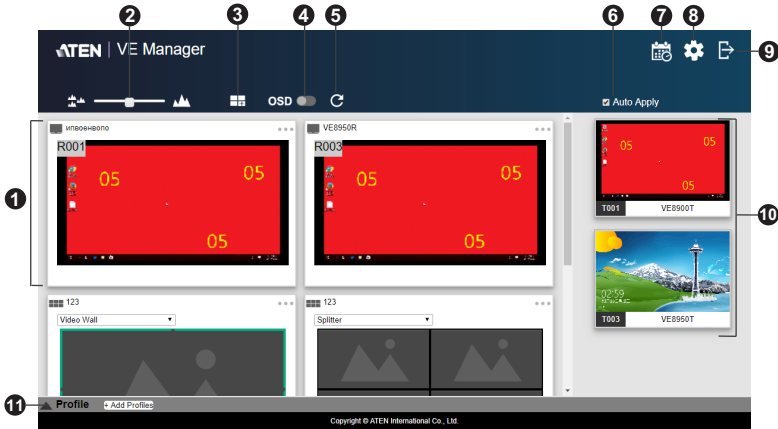 2 3 4 5 6 7 8
ATEN | VE Manager
9
OSD
Auto Apply
ипвоенвопо
VE8950R
R001
R003
05 05 05
05 05 05
05 05 05
1
T001 VE8900T
10
02:59
T003 VE8950T
123
123
Video Wall
Splitter
11
Profile + Add Profiles
Copyright © ATEN International Co., Ltd.